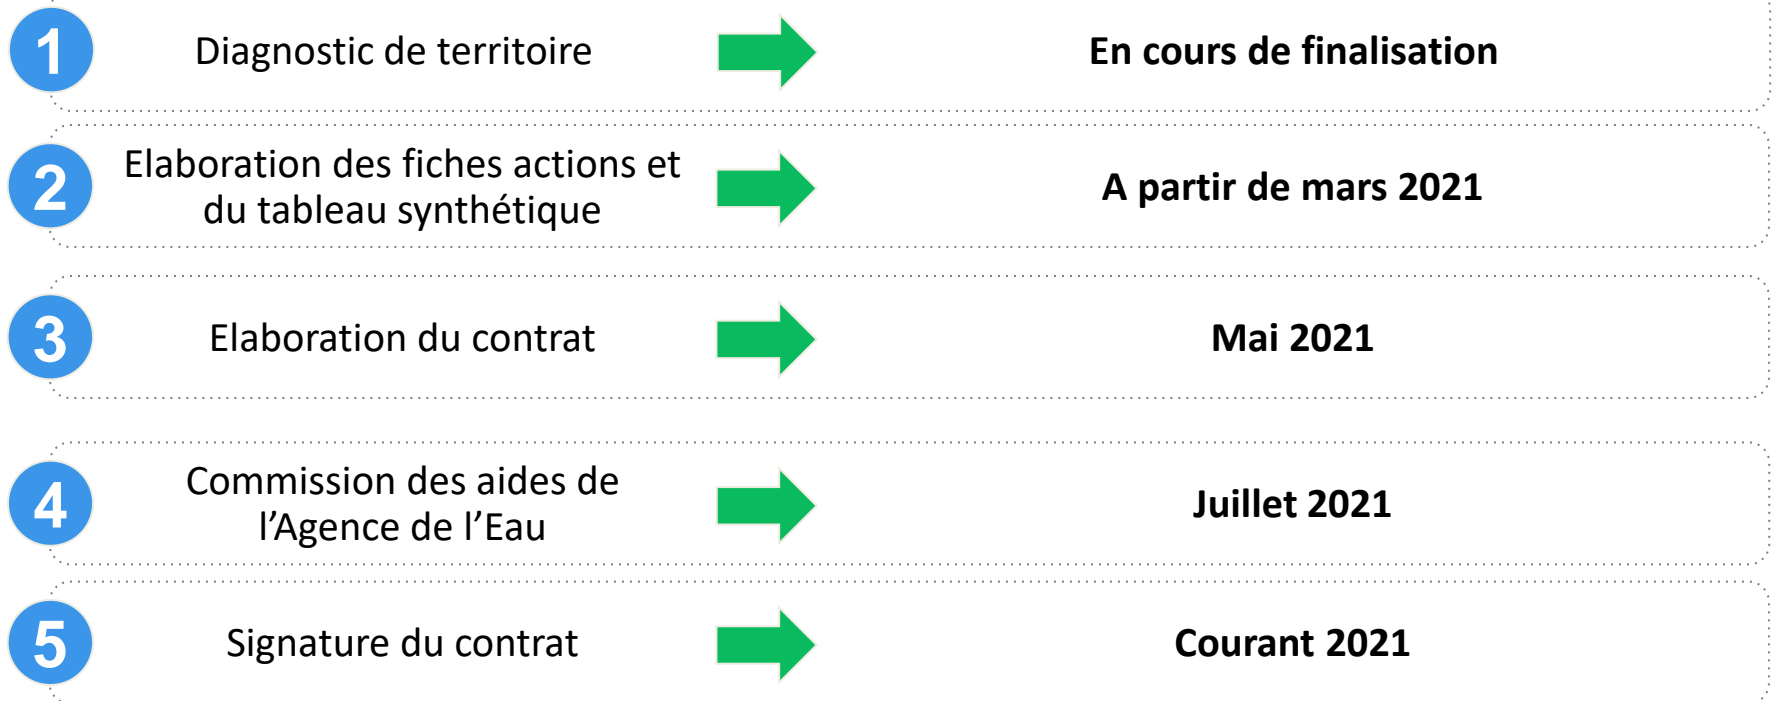 1
Diagnostic de territoire
En cours de finalisation
2
Elaboration des fiches actions et
du tableau synthétique
A partir de mars 2021
3
Elaboration du contrat
Mai 2021
4
Commission des aides de
l’Agence de l’Eau
Juillet 2021
5
Signature du contrat
Courant 2021